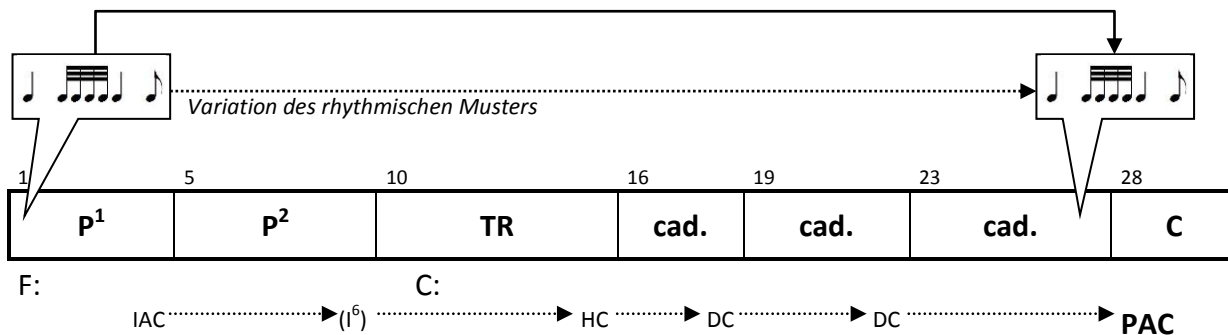 Variation des rhythmischen Musters
1 5 10 16 19 23 28
P¹ P² TR cad. cad. cad. C
F: C:
IAC (I⁶) HC DC DC PAC